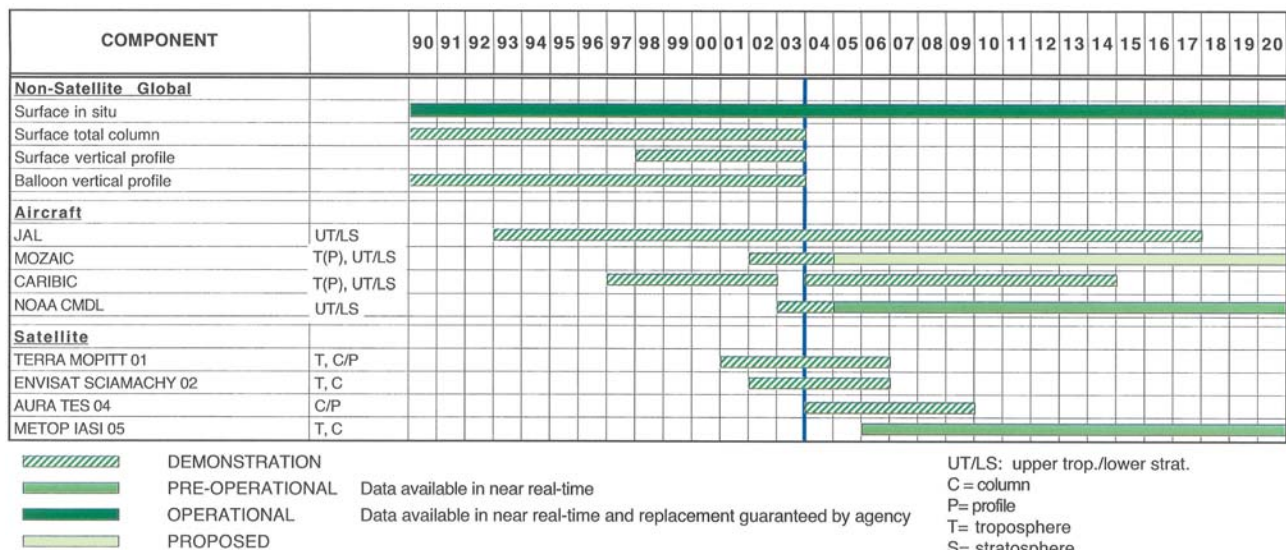 COMPONENT 90 91 92 93 94 95 96 97 98 99 00 01 02 03 04 05 06 07 08 09 10 11 12 13 14 15 16 17 18 19 20
Non-Satellite Global
Surface in situ
Surface total column
Surface vertical profile
Balloon vertical profile
Aircraft
JAL UT/LS
MOZAIC T(P), UT/LS
CARIBIC T(P), UT/LS
NOAA CMDL UT/LS
Satellite
TERRA MOPITT 01 T, C/P
ENVISAT SCIAMACHY 02 T, C
AURA TES 04 C/P
METOP IASI 05 T, C
DEMONSTRATION
PRE-OPERATIONAL Data available in near real-time
OPERATIONAL Data available in near real-time and replacement guaranteed by agency
PROPOSED
UT/LS: upper trop./lower strat.
C = column
P= profile
T= troposphere
S= stratosphere